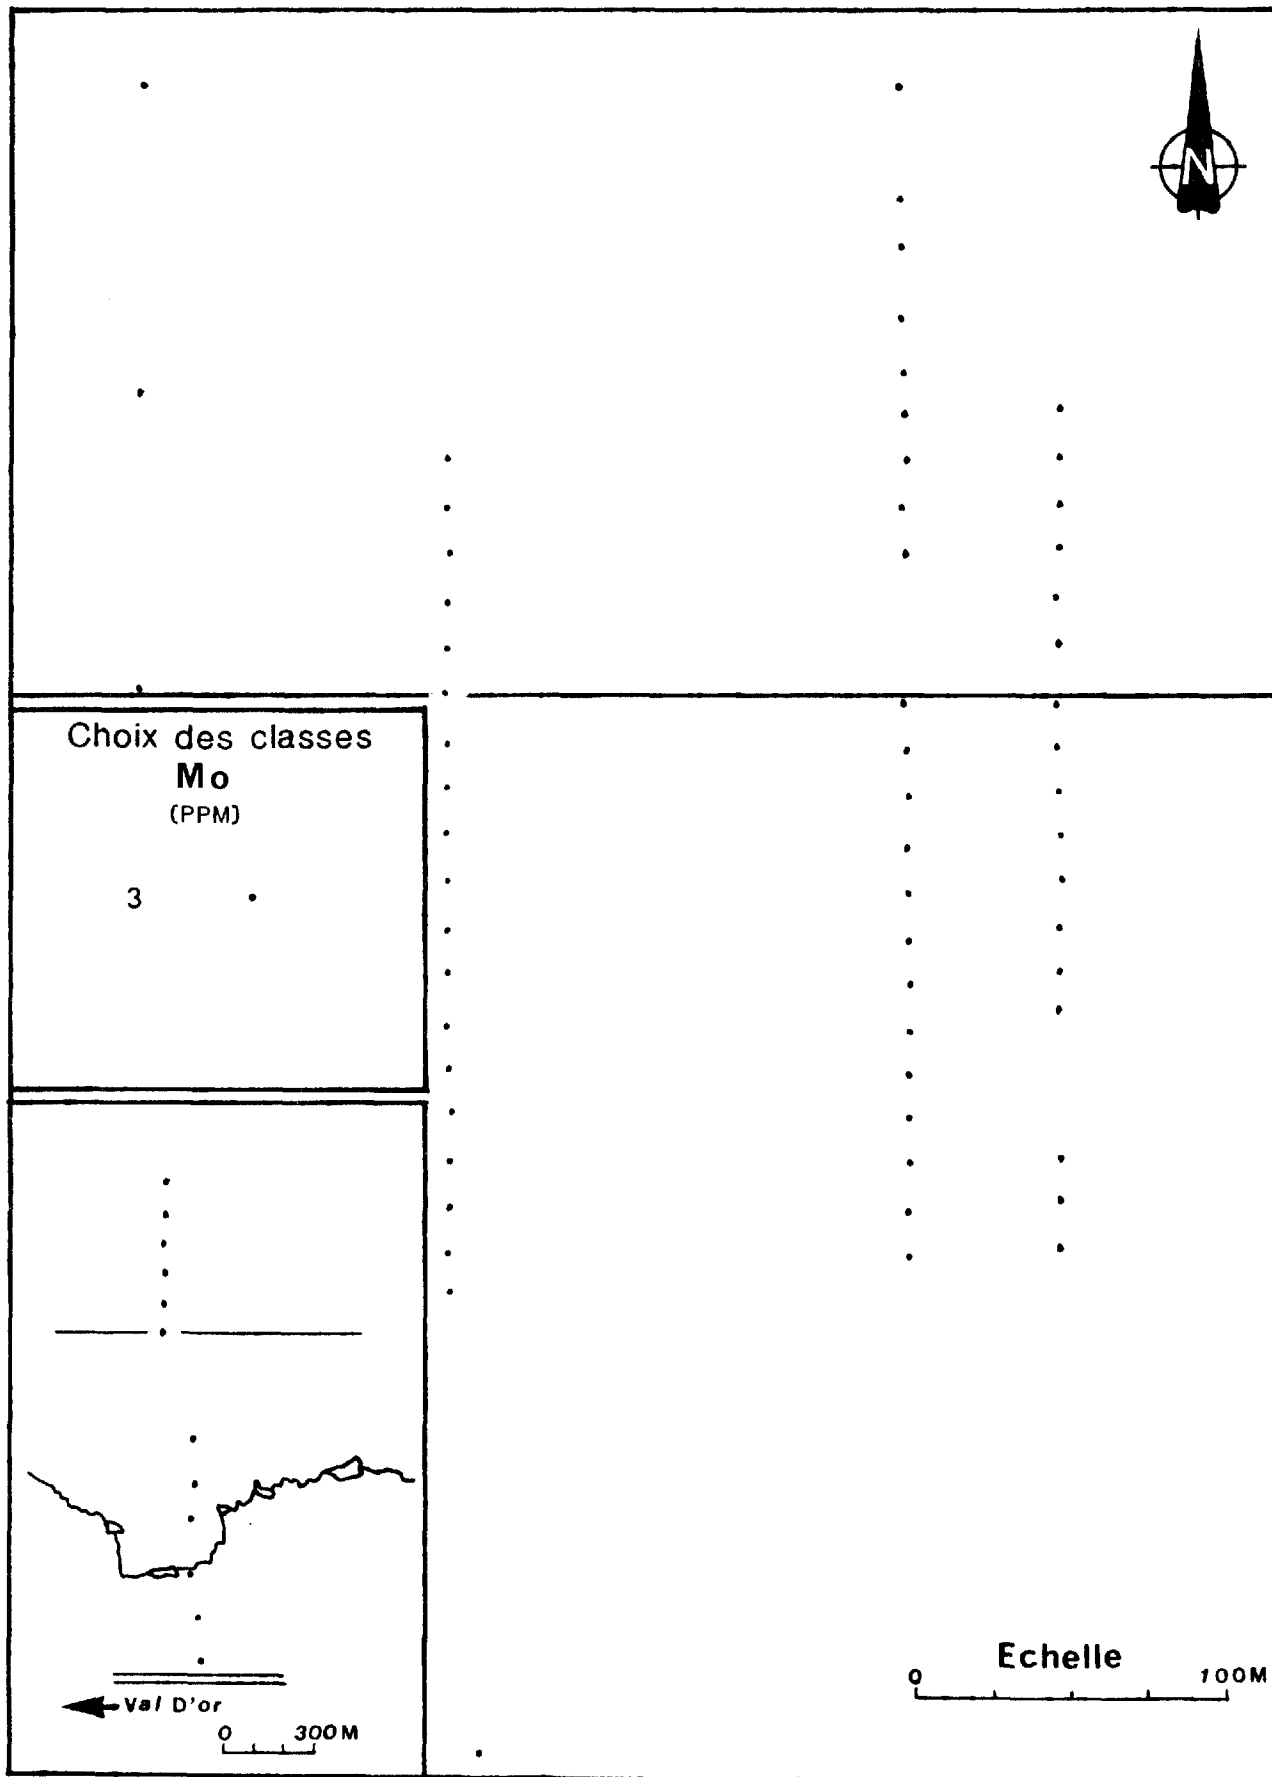 N
Choix des classes
Mo
(PPM)
3
Echelle
0 100M
Val D'or
0 300M